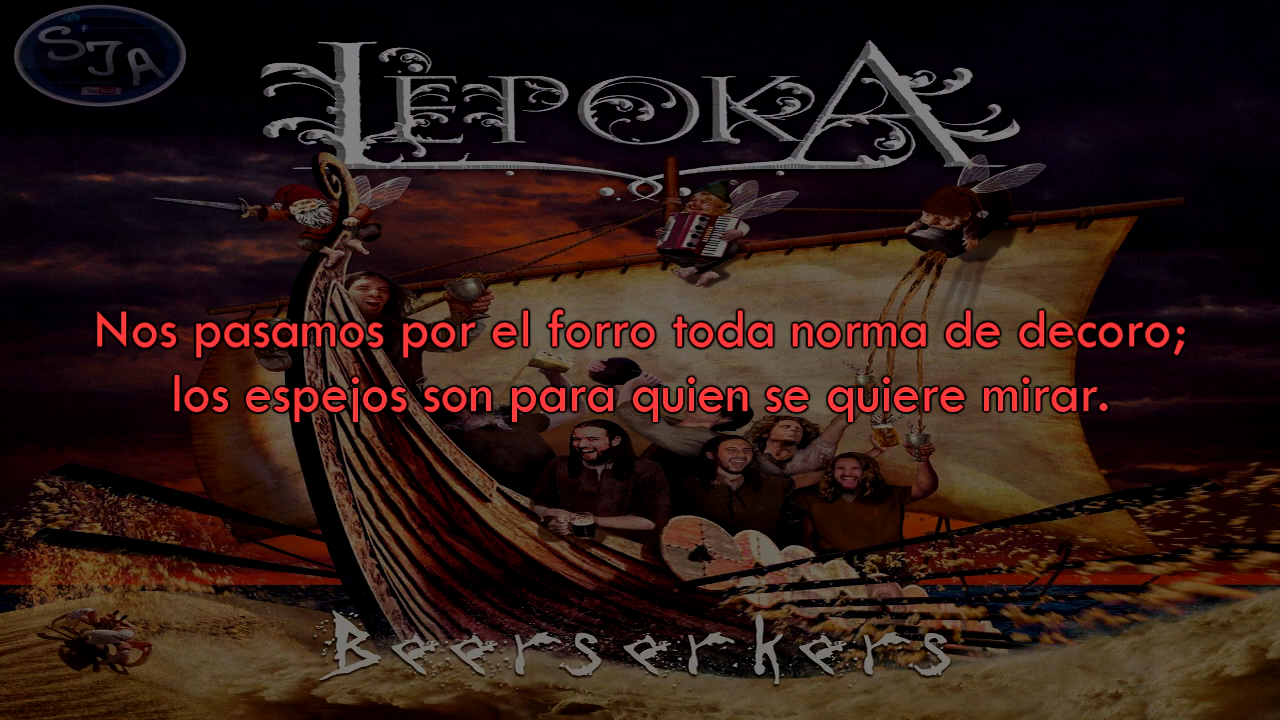 SJA
LÉPOKA
Nos pasamos por el forro toda norma de decoro;
los espejos son para quien se quiere mirar.
Beerserkers